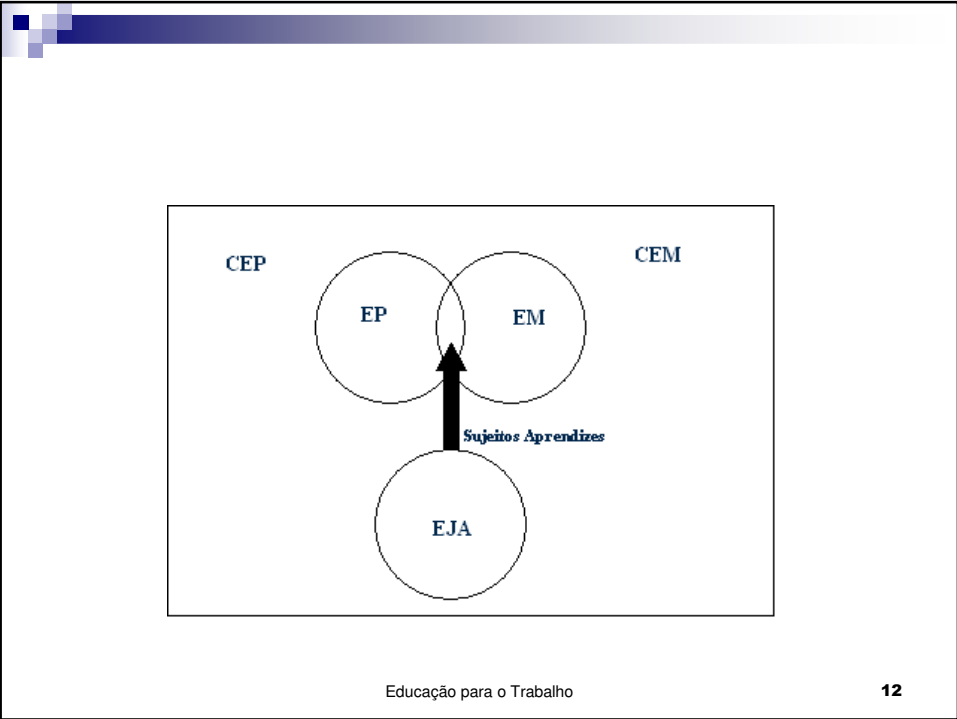 CEP
CEM
EP
EM
Sujeitos Aprendizes
EJA
Educação para o Trabalho
12